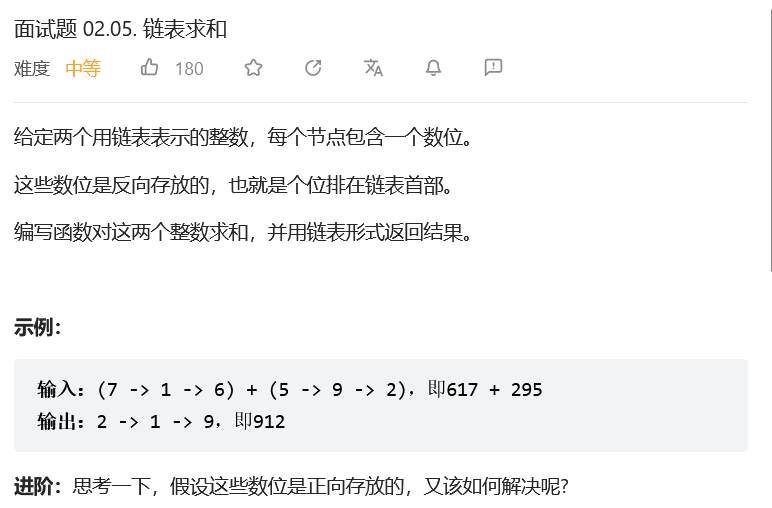 面试题 02.05. 链表求和
难度 中等 180
给定两个用链表表示的整数，每个节点包含一个数位。
这些数位是反向存放的，也就是个位排在链表首部。
编写函数对这两个整数求和，并用链表形式返回结果。
示例：
输入：(7 -> 1 -> 6) + (5 -> 9 -> 2)，即617 + 295
输出：2 -> 1 -> 9，即912
进阶：思考一下，假设这些数位是正向存放的，又该如何解决呢?